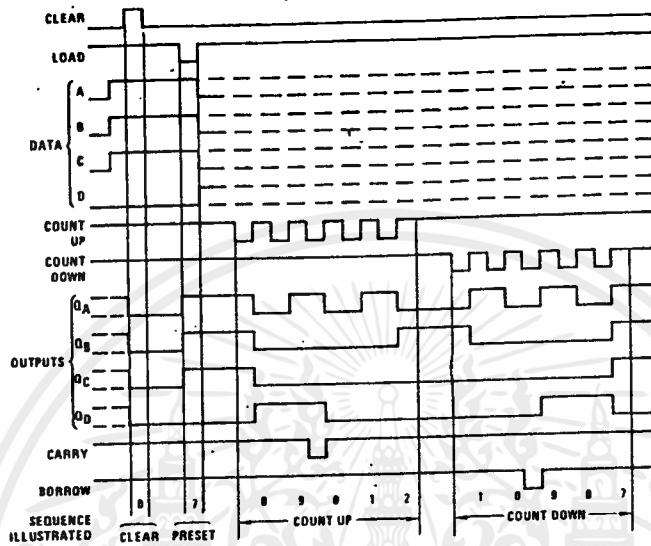 CLEAR
LOAD
A
B
DATA
C
D
COUNT UP
COUNT DOWN
QA
QB
OUTPUTS
QC
QD
CARRY
BORROW
0 7 8 9 0 1 2 1 0 9 8 7
SEQUENCE ILLUSTRATED
CLEAR PRESET COUNT UP COUNT DOWN